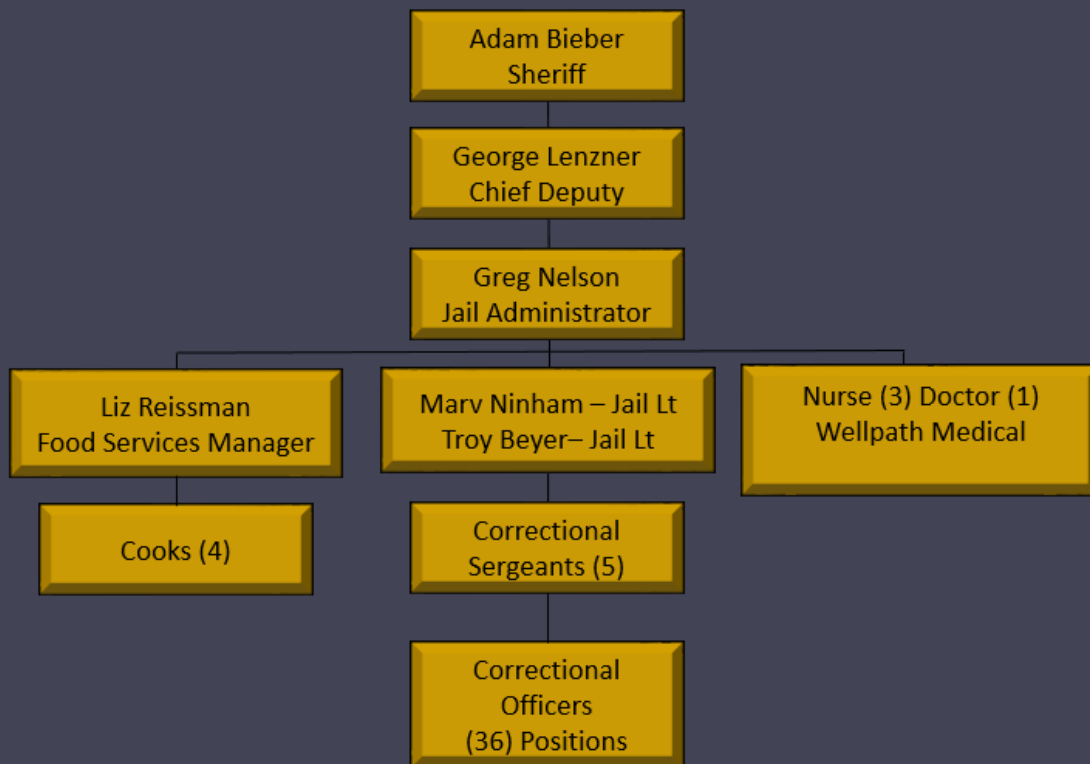 Adam Bieber
Sheriff
George Lenzner
Chief Deputy
Greg Nelson
Jail Administrator
Liz Reissman
Food Services Manager
Marv Ninham – Jail Lt
Troy Beyer– Jail Lt
Nurse (3) Doctor (1)
Wellpath Medical
Cooks (4)
Correctional
Sergeants (5)
Correctional
Officers
(36) Positions